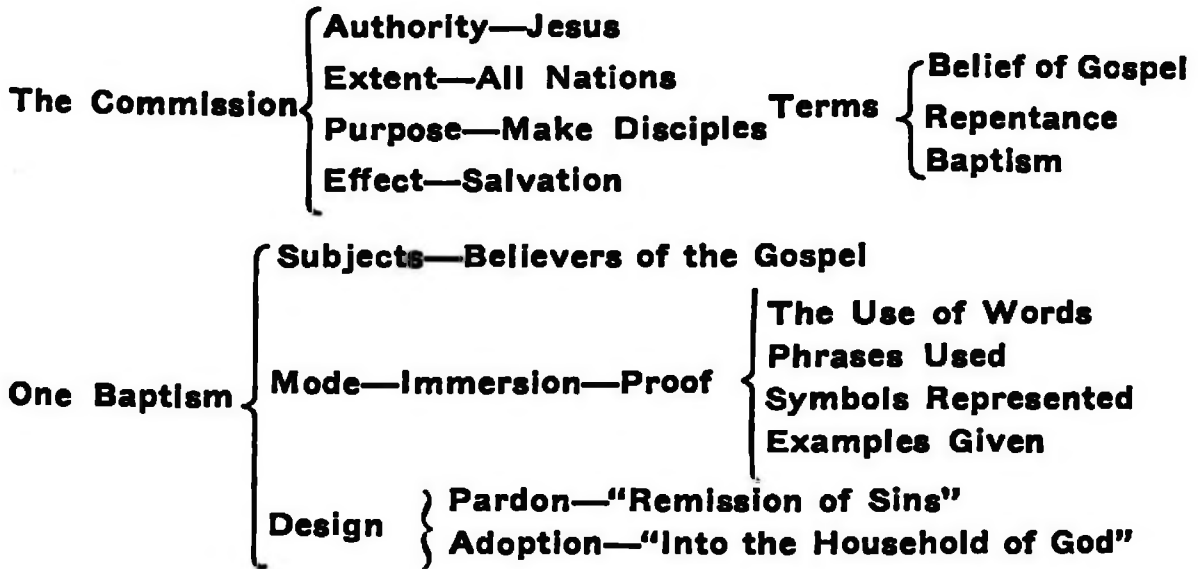 The Commission
Authority—Jesus
Extent—All Nations
Purpose—Make Disciples
Effect—Salvation
Terms
Belief of Gospel
Repentance
Baptism
One Baptism
Subjects—Believers of the Gospel
Mode—Immersion—Proof
The Use of Words
Phrases Used
Symbols Represented
Examples Given
Design
Pardon—“Remission of Sins”
Adoption—“Into the Household of God”